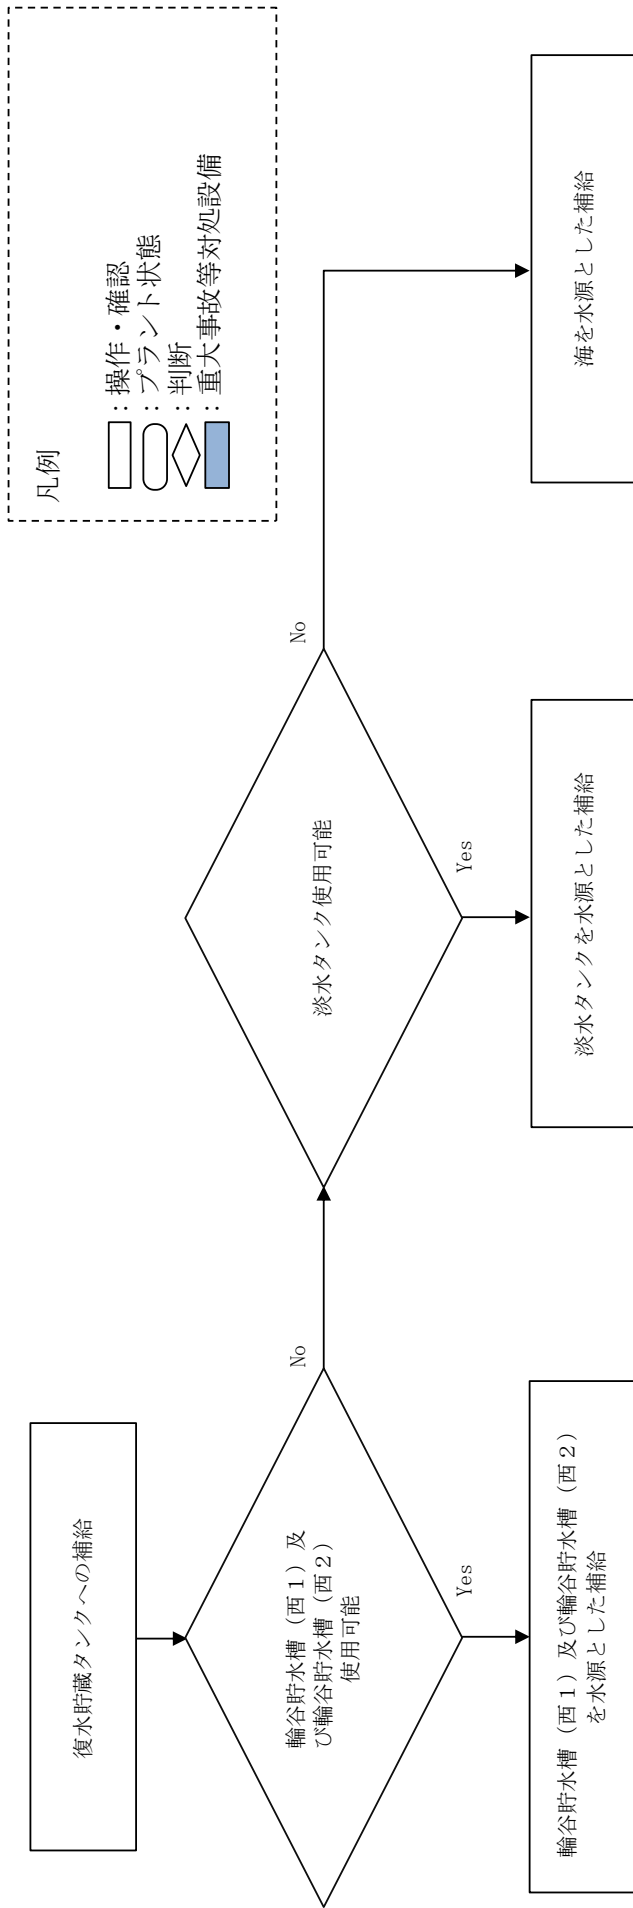 復水貯蔵タンクへの補給
輪谷貯水槽（西１）及
び輪谷貯水槽（西２）
使用可能
No
Yes
輪谷貯水槽（西１）及び輪谷貯水槽（西２）
を水源とした補給
淡水タンク使用可能
No
Yes
淡水タンクを水源とした補給
海を水源とした補給
凡例
：操作・確認
：プラント状態
：判断
：重大事故等対処設備